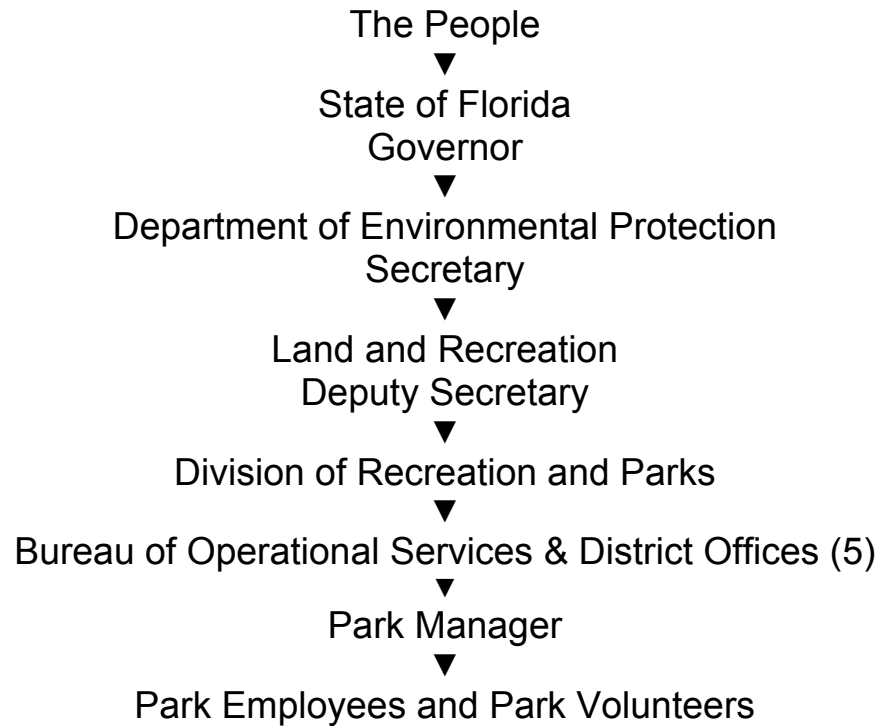 The People
▼
State of Florida
Governor
▼
Department of Environmental Protection
Secretary
▼
Land and Recreation
Deputy Secretary
▼
Division of Recreation and Parks
▼
Bureau of Operational Services & District Offices (5)
▼
Park Manager
▼
Park Employees and Park Volunteers